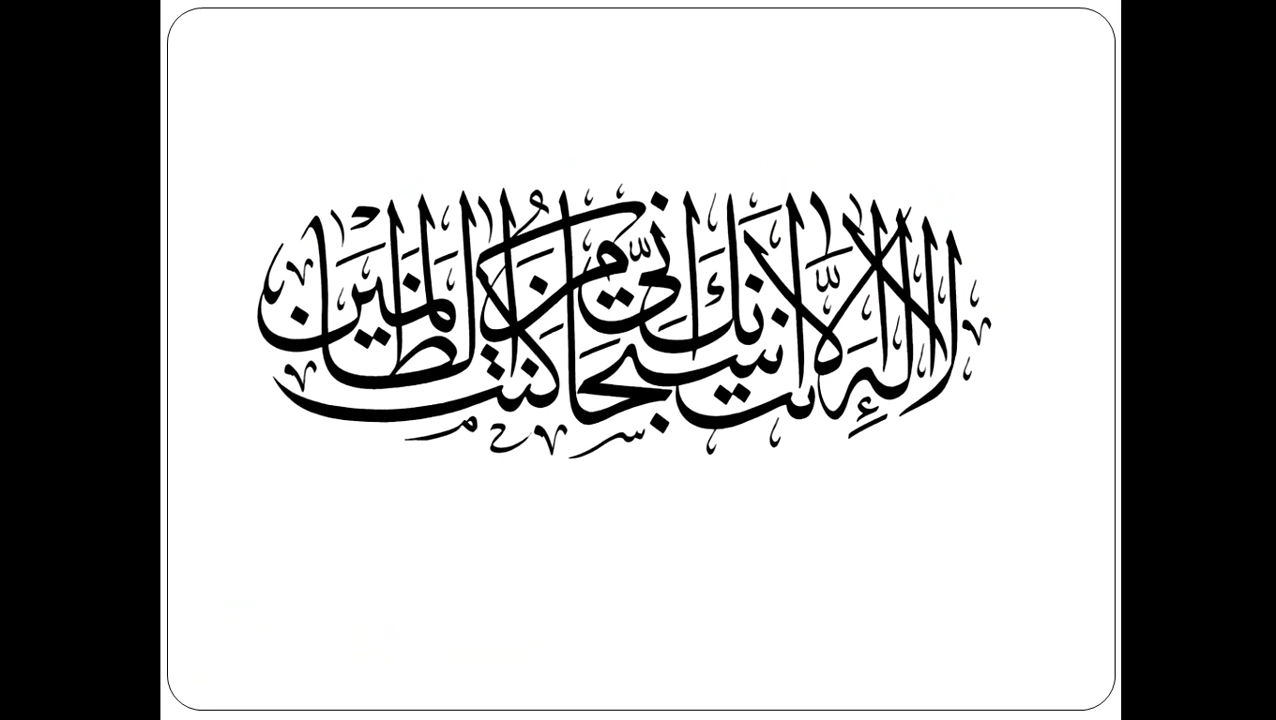 لا إله إلا أنت سبحانك إني كنت من الظالمين